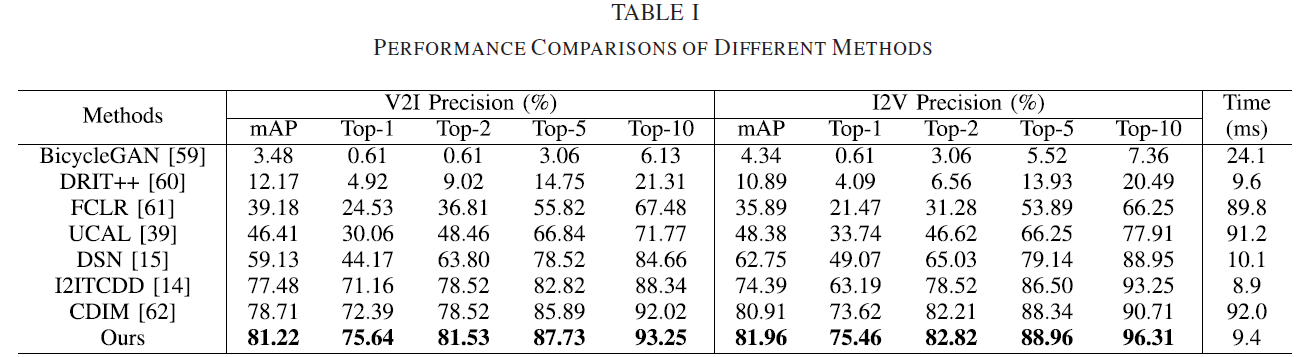 TABLE I
PERFORMANCE COMPARISONS OF DIFFERENT METHODS
Methods V2I Precision (%) I2V Precision (%) Time (ms)
mAP Top-1 Top-2 Top-5 Top-10 mAP Top-1 Top-2 Top-5 Top-10
BicycleGAN [59] 3.48 0.61 0.61 3.06 6.13 4.34 0.61 3.06 5.52 7.36 24.1
DRIT++ [60] 12.17 4.92 9.02 14.75 21.31 10.89 4.09 6.56 13.93 20.49 9.6
FCLR [61] 39.18 24.53 36.81 55.82 67.48 35.89 21.47 31.28 53.89 66.25 89.8
UCAL [39] 46.41 30.06 48.46 66.84 71.77 48.38 33.74 46.62 66.25 77.91 91.2
DSN [15] 59.13 44.17 63.80 78.52 84.66 62.75 49.07 65.03 79.14 88.95 10.1
I2ITCDD [14] 77.48 71.16 78.52 82.82 88.34 74.39 63.19 78.52 86.50 93.25 8.9
CDIM [62] 78.71 72.39 78.52 85.89 92.02 80.91 73.62 82.21 88.34 90.71 92.0
Ours 81.22 75.64 81.53 87.73 93.25 81.96 75.46 82.82 88.96 96.31 9.4